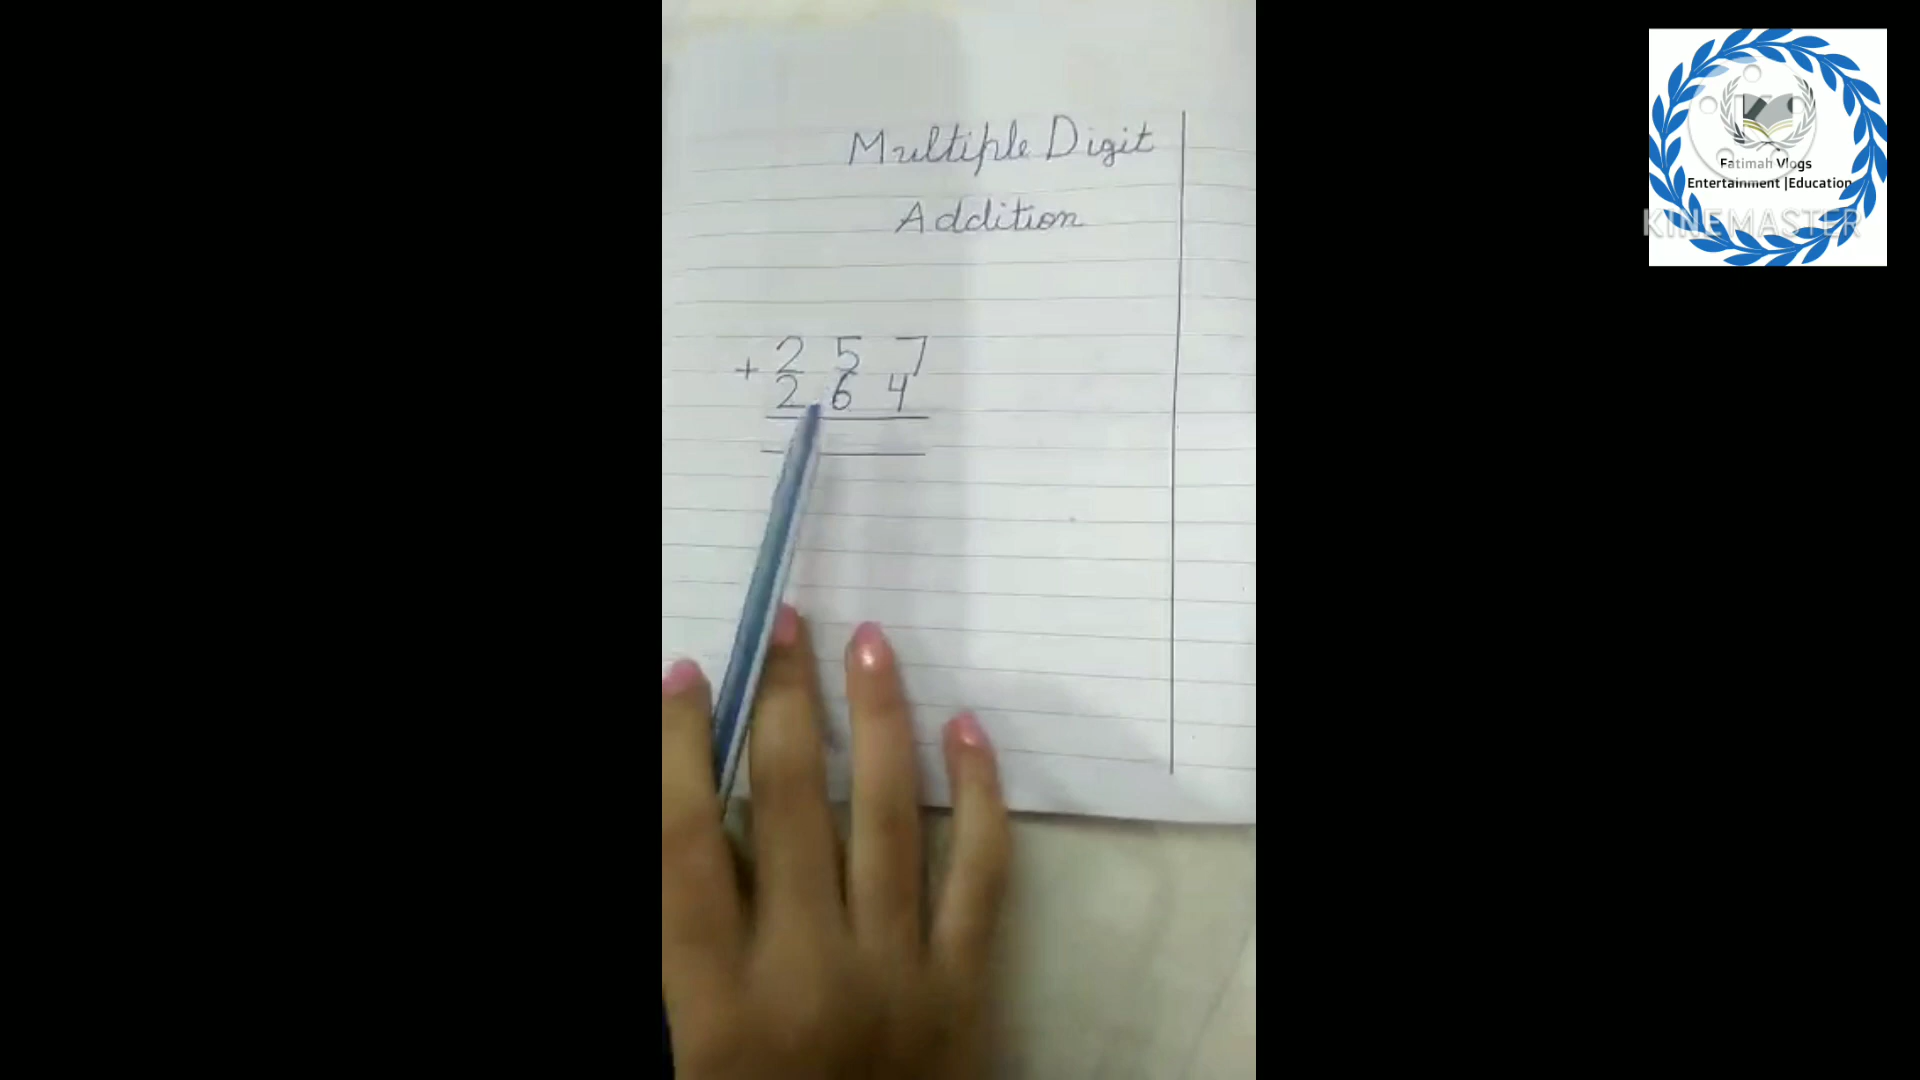 Multiple Digit
Addition
+ 2 5 7
2 6 4
Fatimah Vlogs
Entertainment |Education
KINEMASTER